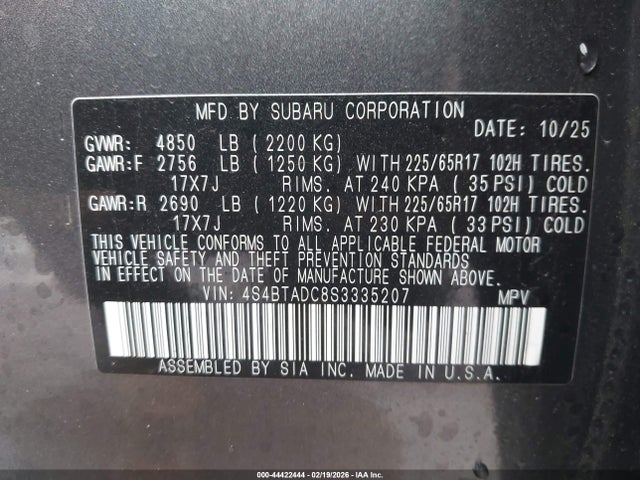 MFD BY SUBARU CORPORATION
DATE: 10/25
GVWR: 4850 LB ( 2200 KG)
GAWR:F 2756 LB ( 1250 KG) WITH 225/65R17 102H TIRES.
17X7J RIMS. AT 240 KPA ( 35 PSI) COLD
GAWR:R 2690 LB ( 1220 KG) WITH 225/65R17 102H TIRES.
17X7J RIMS. AT 230 KPA ( 33 PSI) COLD
THIS VEHICLE CONFORMS TO ALL APPLICABLE FEDERAL MOTOR
VEHICLE SAFETY AND THEFT PREVENTION STANDARDS
IN EFFECT ON THE DATE OF MANUFACTURE SHOWN ABOVE.
VIN: 4S4BTADC8S3335207 MPV
ASSEMBLED BY SIA INC. MADE IN U.S.A.
000-44422444 - 02/19/2026 - IAA Inc.